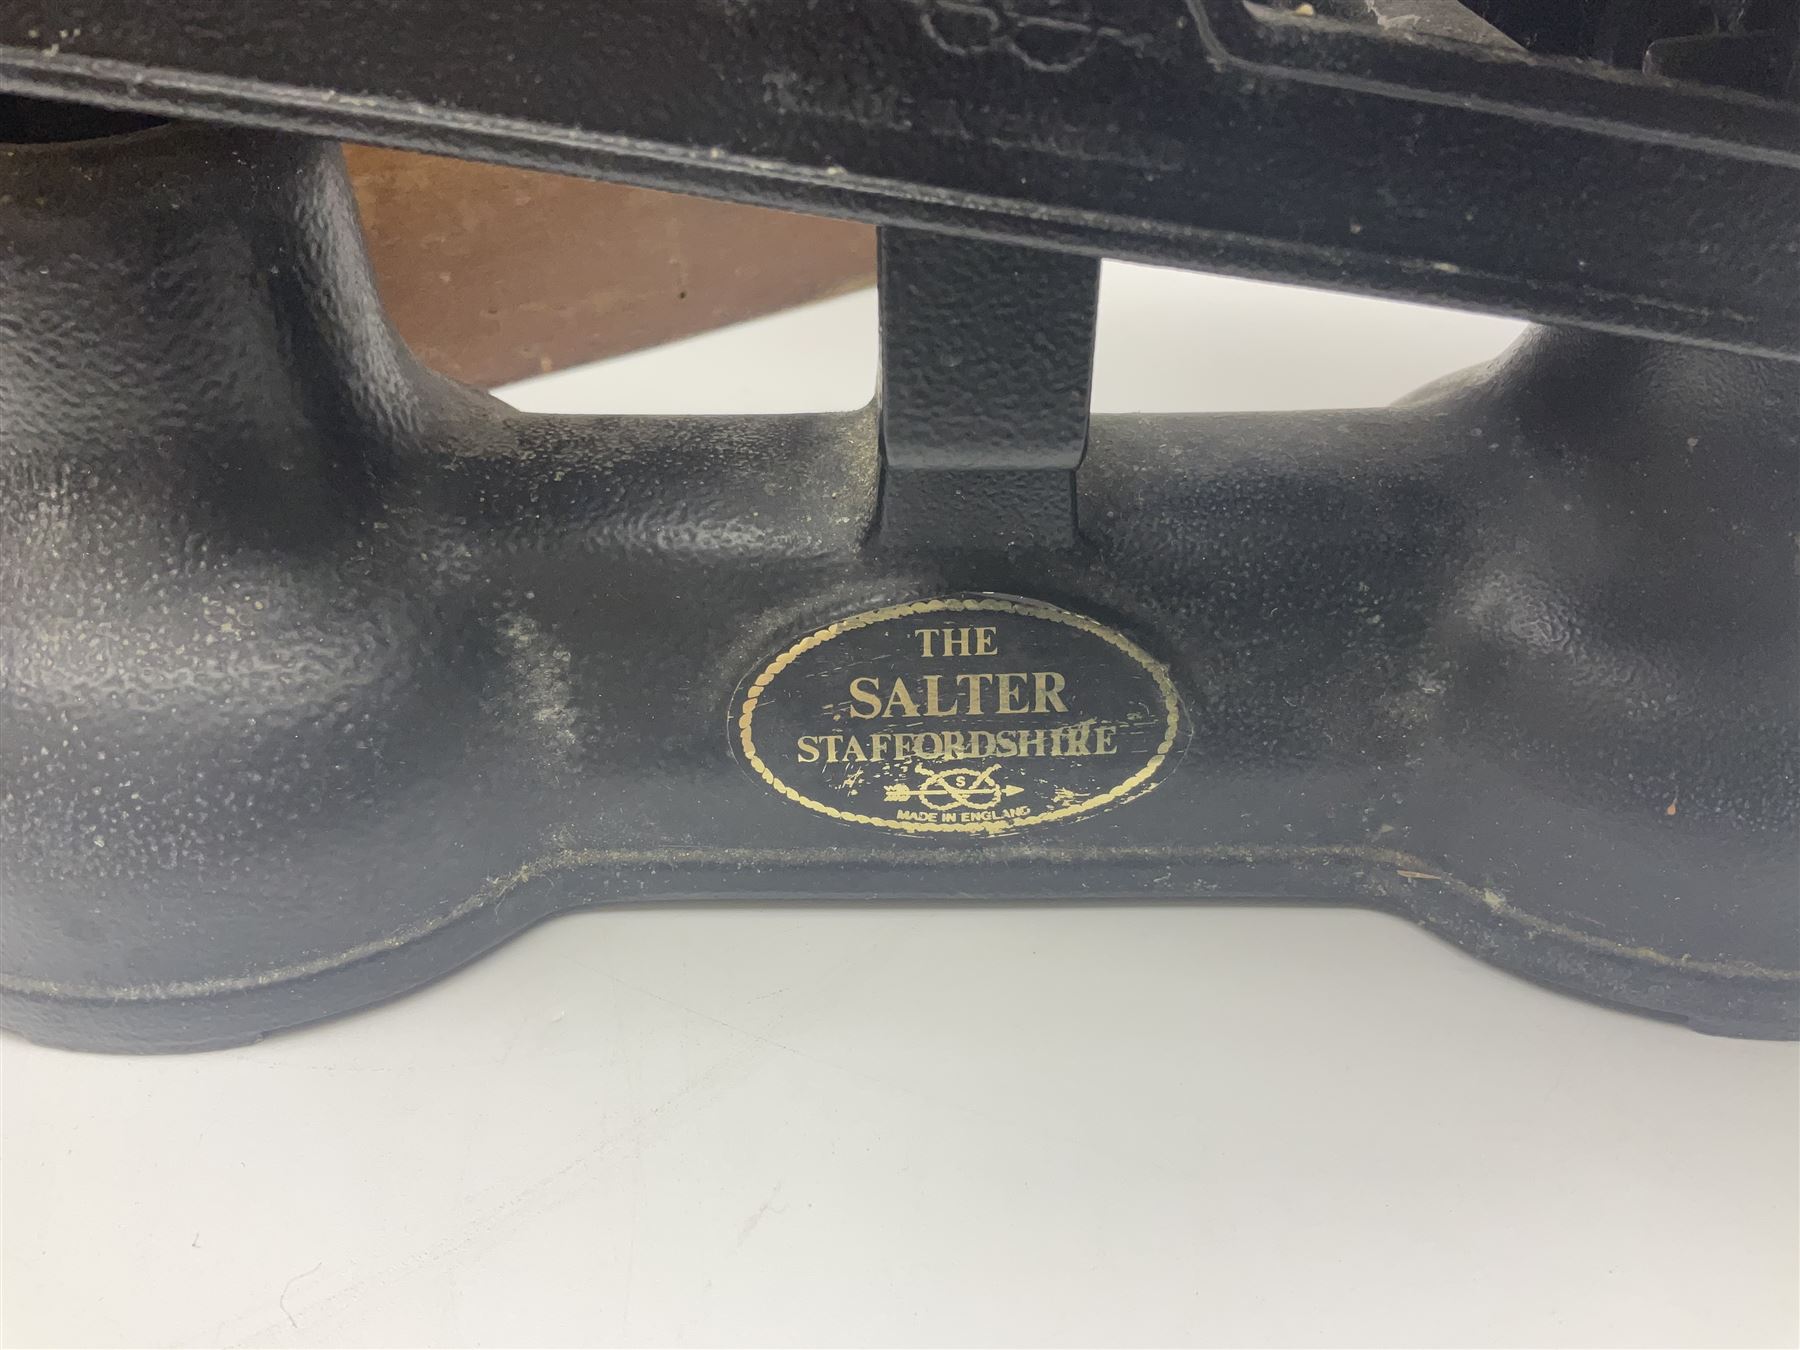 THE
SALTER
STAFFORDSHIRE
S
MADE IN ENGLAND